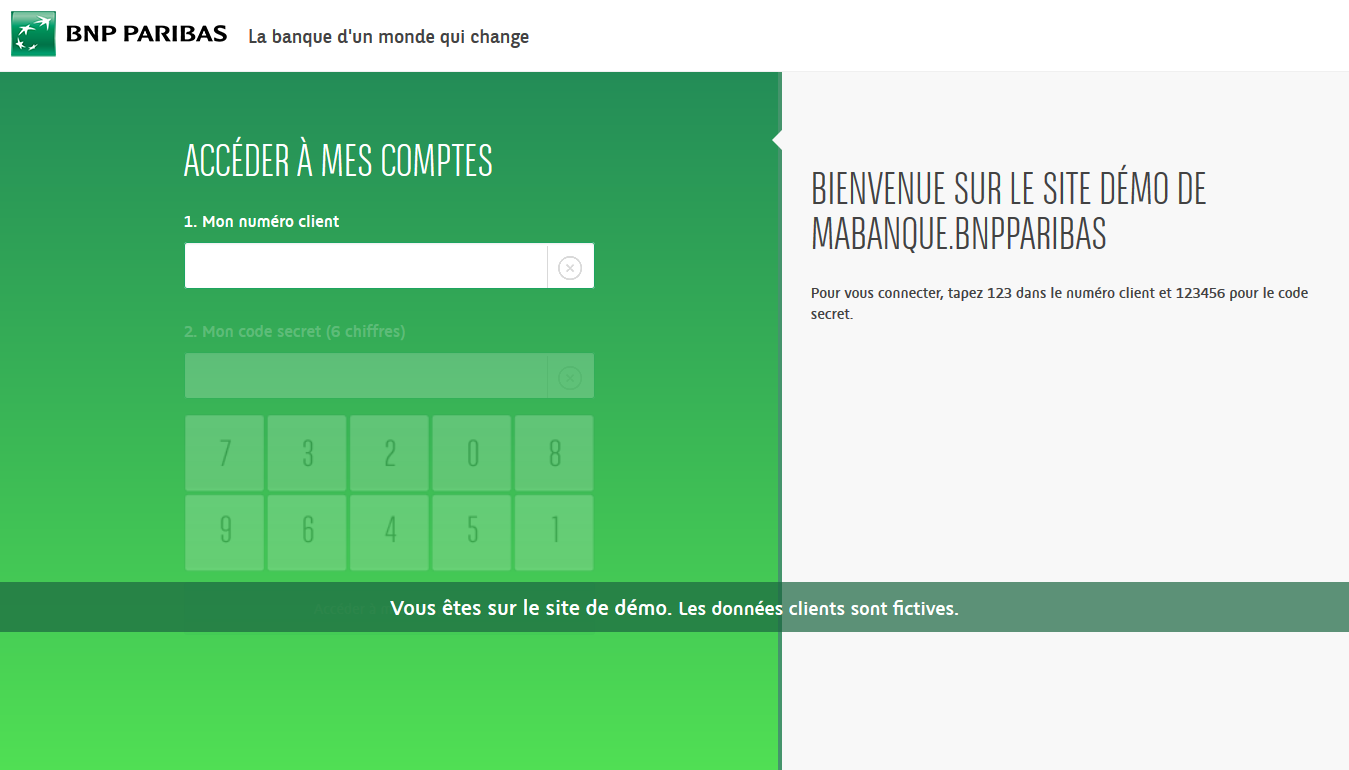 BNP PARIBAS La banque d'un monde qui change
ACCÉDER À MES COMPTES
1. Mon numéro client
2. Mon code secret (6 chiffres)
7 3 2 0 8
9 6 4 5 1
BIENVENUE SUR LE SITE DÉMO DE
MABANQUE.BNPPARIBAS
Pour vous connecter, tapez 123 dans le numéro client et 123456 pour le code
secret.
Vous êtes sur le site de démo. Les données clients sont fictives.